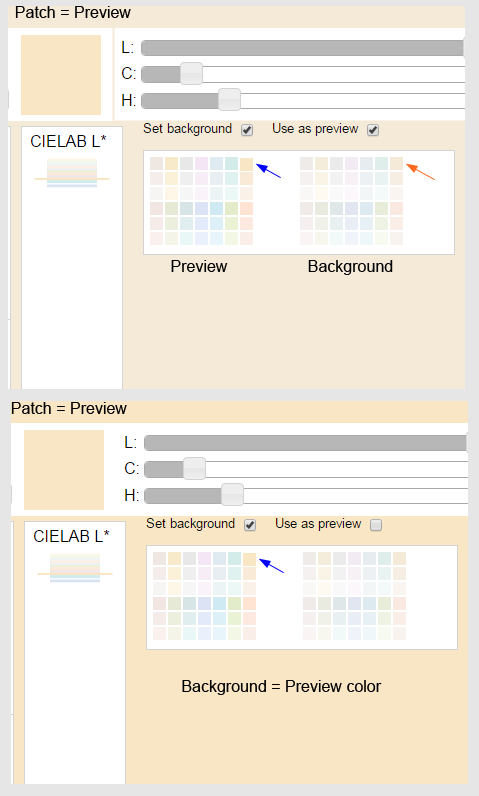 Patch = Preview
L:
C:
H:
CIELAB L*
Set background
Use as preview
Preview
Background
Patch = Preview
L:
C:
H:
CIELAB L*
Set background
Use as preview
Background = Preview color